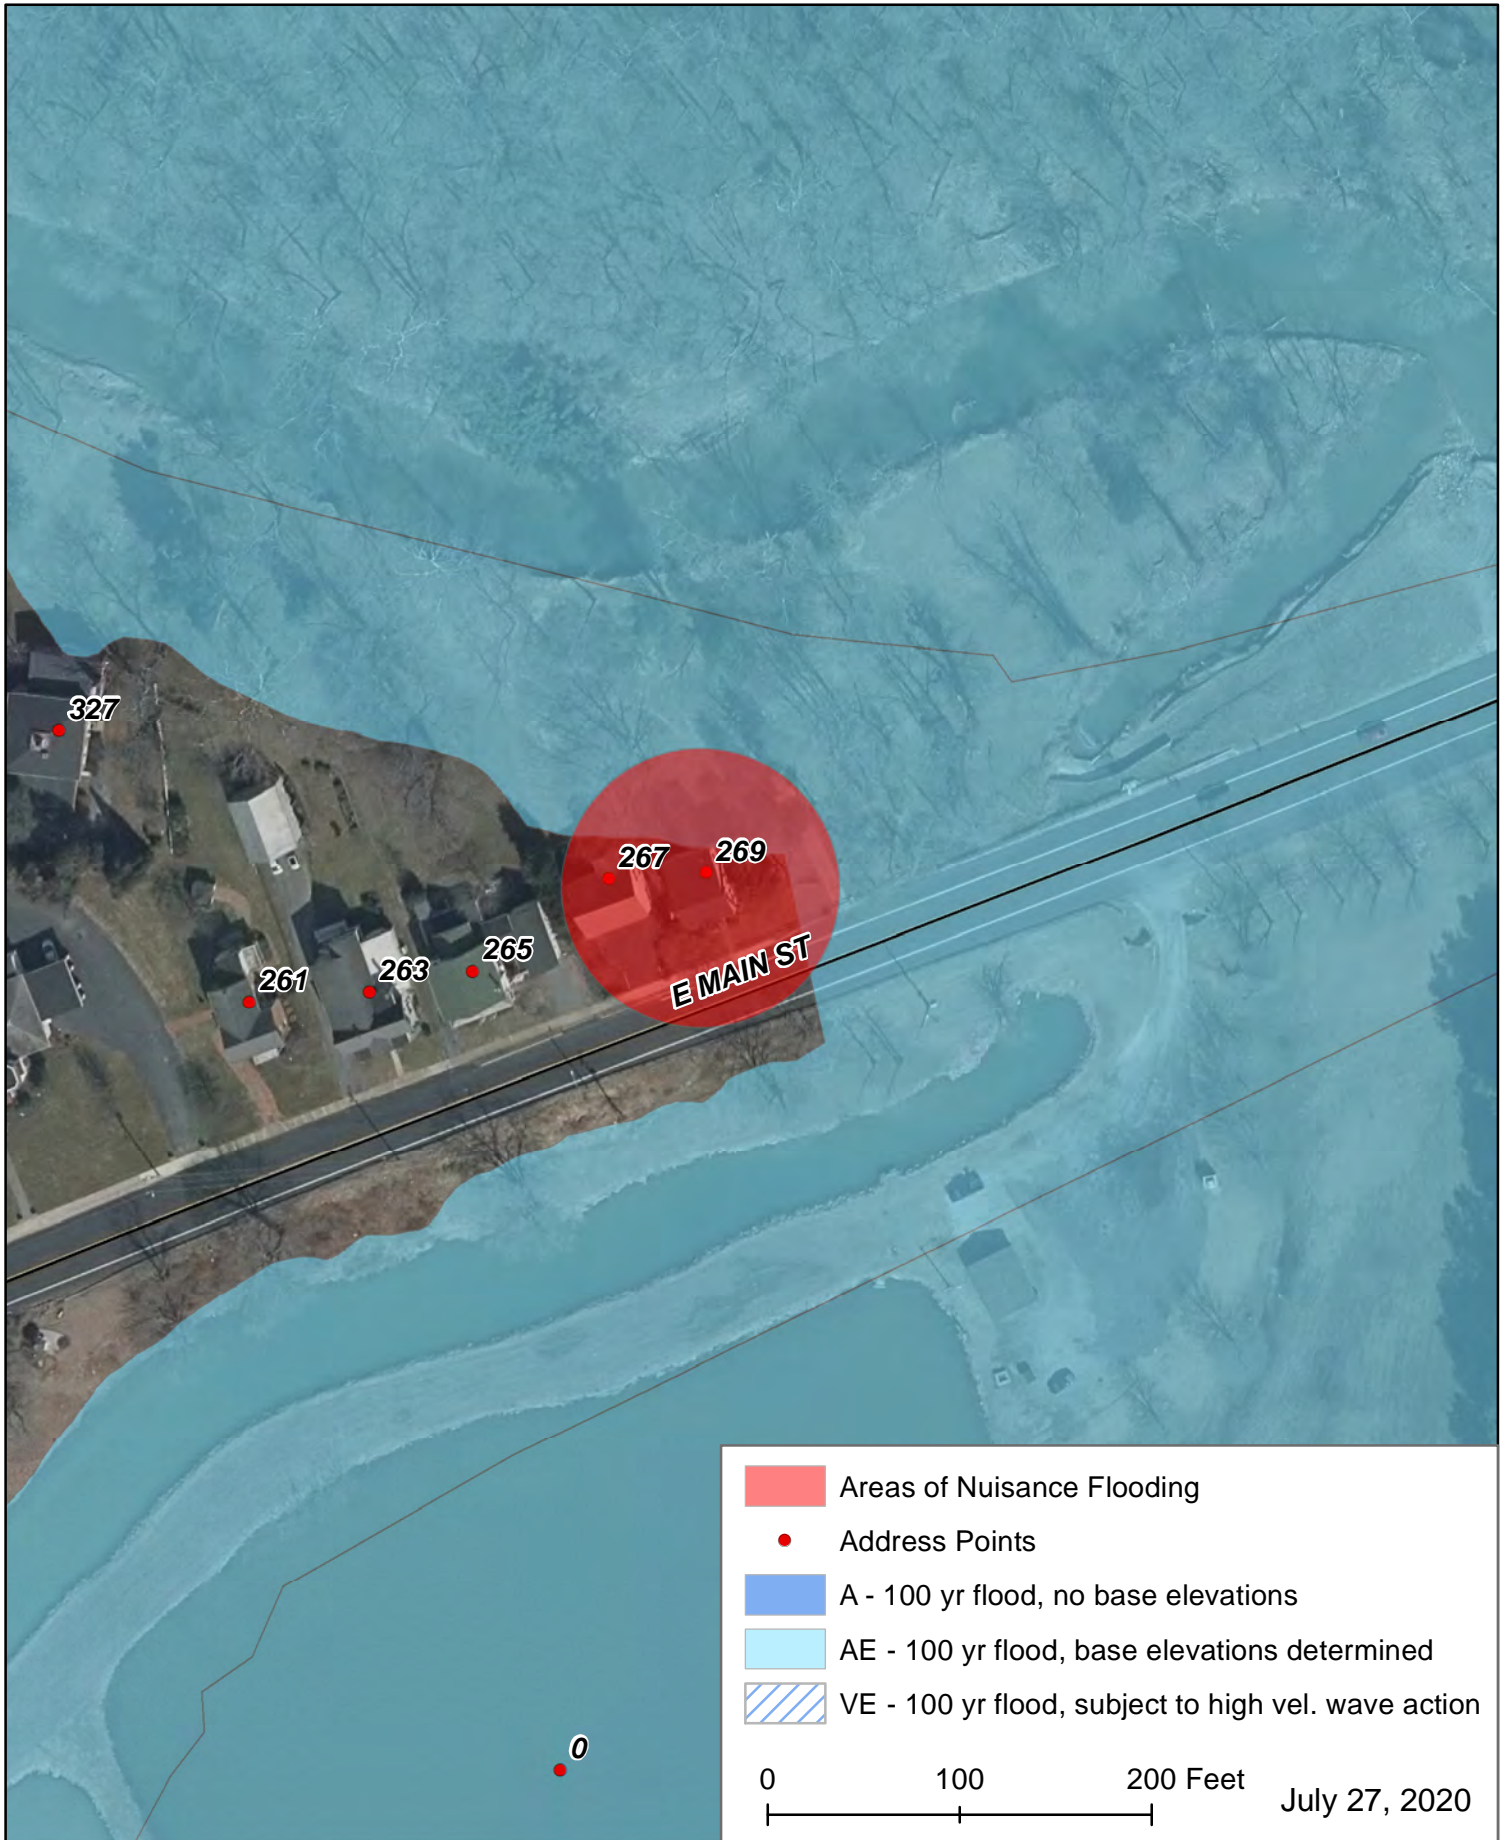 327
267
269
265
263
261
E MAIN ST
0
Areas of Nuisance Flooding
Address Points
A - 100 yr flood, no base elevations
AE - 100 yr flood, base elevations determined
VE - 100 yr flood, subject to high vel. wave action
0 100 200 Feet
July 27, 2020